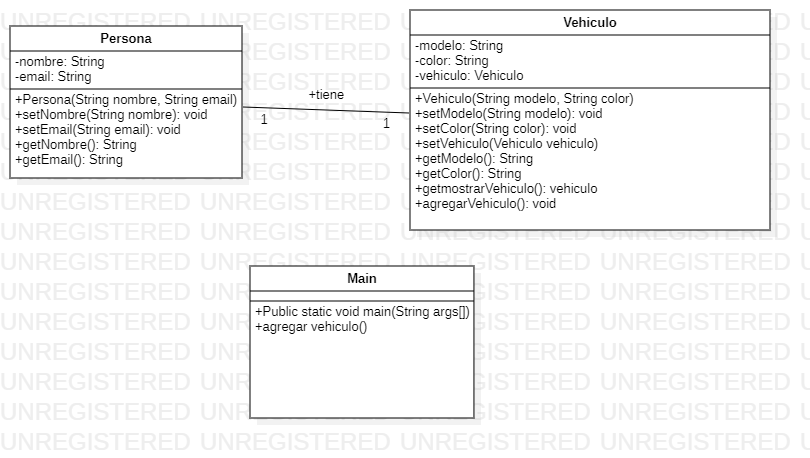 Persona
-nombre: String
-email: String
+Persona(String nombre, String email)
+setNombre(String nombre): void
+setEmail(String email): void
+getNombre(): String
+getEmail(): String
+tiene
1
1
Vehiculo
-modelo: String
-color: String
-vehiculo: Vehiculo
+Vehiculo(String modelo, String color)
+setModelo(String modelo): void
+setColor(String color): void
+setVehiculo(Vehiculo vehiculo)
+getModelo(): String
+getColor(): String
+getmostrarVehiculo(): vehiculo
+agregarVehiculo(): void
Main
+Public static void main(String args[])
+agregar vehiculo()
UNREGISTERED